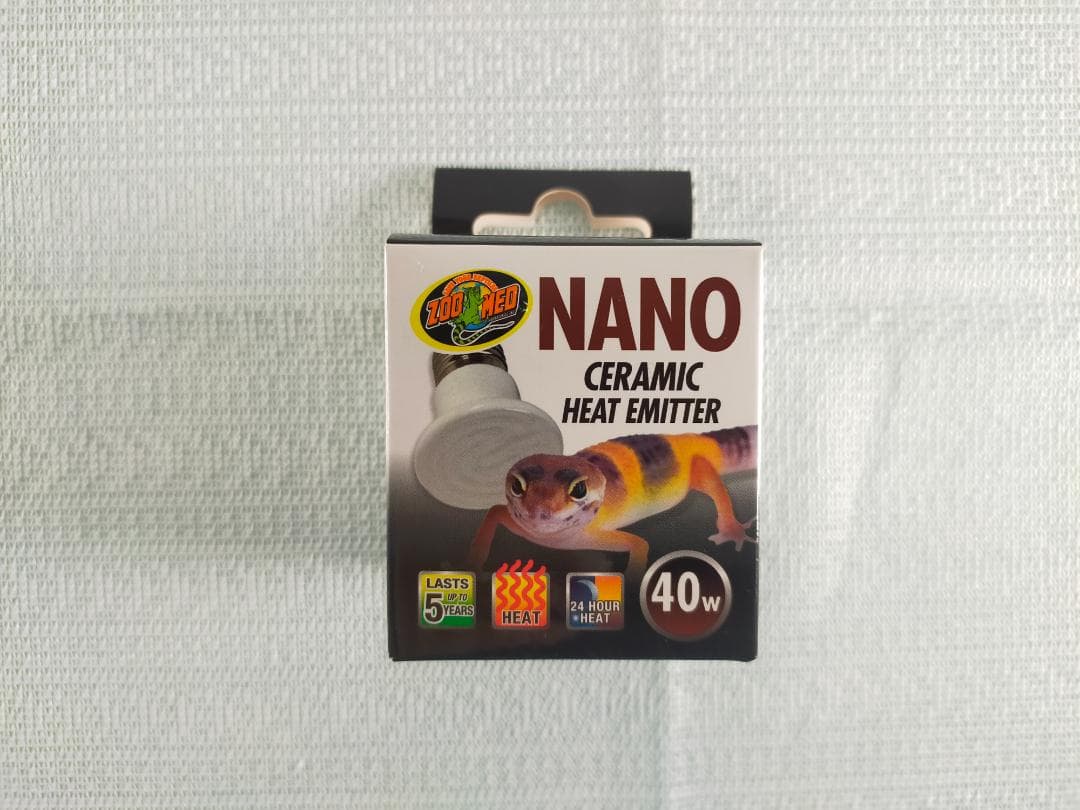 ZOO MED
NANO
CERAMIC
HEAT EMITTER
LASTS
UP TO
5 YEARS
HEAT
24 HOUR
HEAT
40w